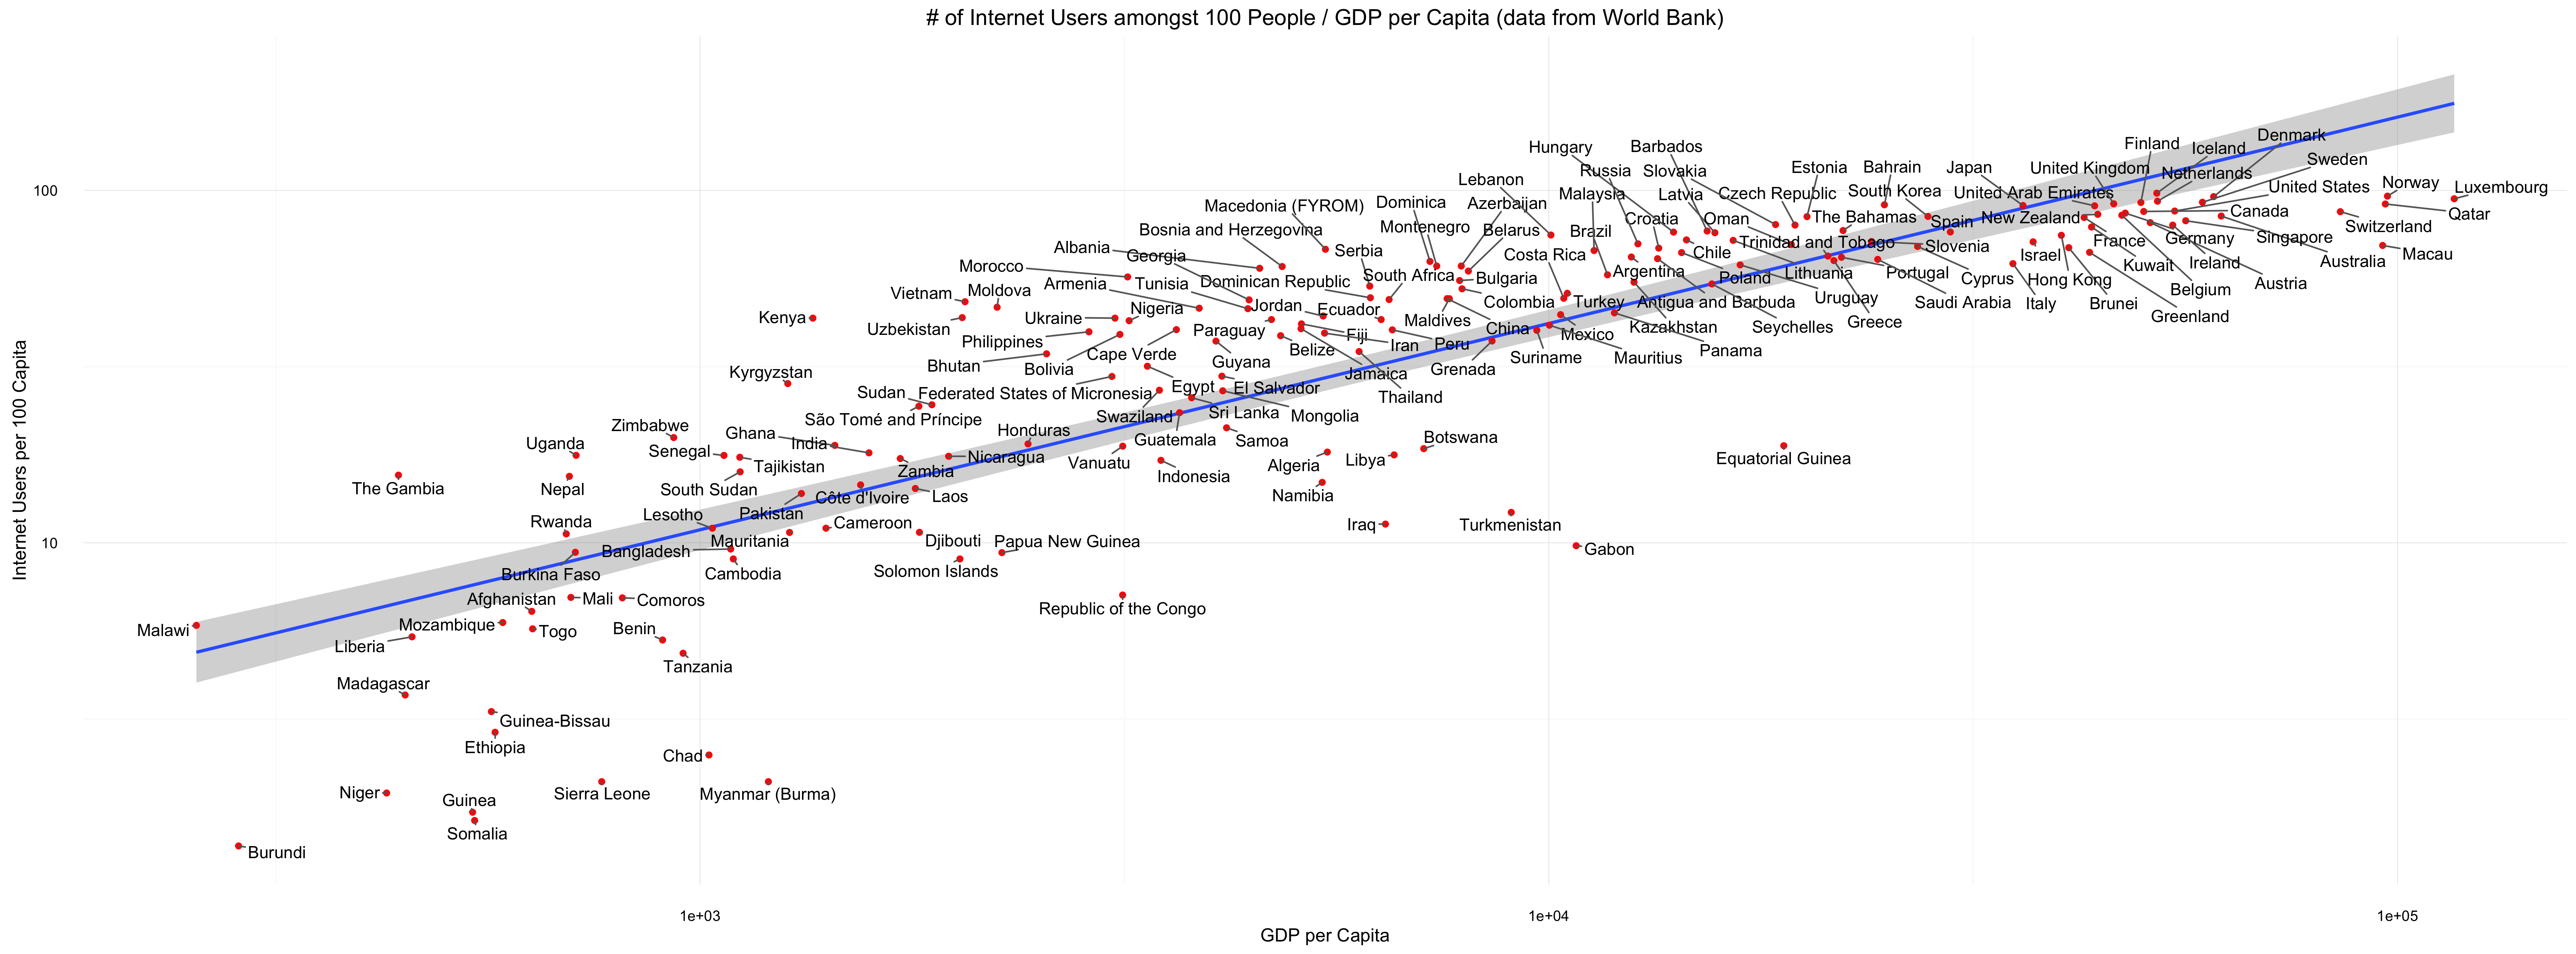 # of Internet Users amongst 100 People / GDP per Capita (data from World Bank)
Internet Users per 100 Capita
100
10
Denmark
Finland
Iceland
Hungary
Barbados
Sweden
Russia
Slovakia
Estonia
Bahrain
Japan
United Kingdom
Netherlands
Lebanon
Malaysia
Latvia
Czech Republic
South Korea
United Arab Emirates
United States
Norway
Luxembourg
Macedonia (FYROM)
Dominica
Azerbaijan
Croatia
Oman
The Bahamas
Spain
New Zealand
Canada
Qatar
Bosnia and Herzegovina
Montenegro
Belarus
Brazil
Trinidad and Tobago
Slovenia
France
Germany
Singapore
Switzerland
Albania
Georgia
Serbia
Costa Rica
Chile
Israel
Kuwait
Ireland
Australia
Macau
Morocco
Dominican Republic
South Africa
Bulgaria
Argentina
Poland
Lithuania
Portugal
Cyprus
Hong Kong
Belgium
Austria
Armenia
Tunisia
Vietnam
Moldova
Colombia
Turkey
Antigua and Barbuda
Uruguay
Saudi Arabia
Italy
Brunei
Greenland
Kenya
Uzbekistan
Ukraine
Nigeria
Jordan
Ecuador
Maldives
China
Mexico
Kazakhstan
Seychelles
Greece
Philippines
Paraguay
Fiji
Iran
Peru
Suriname
Mauritius
Panama
Bhutan
Bolivia
Cape Verde
Guyana
Belize
Jamaica
Grenada
Thailand
Kyrgyzstan
Sudan
Federated States of Micronesia
Egypt
El Salvador
São Tomé and Príncipe
Swaziland
Sri Lanka
Mongolia
Zimbabwe
Uganda
Senegal
Ghana
India
Honduras
Guatemala
Samoa
Botswana
Tajikistan
Zambia
Nicaragua
Vanuatu
Indonesia
Algeria
Libya
Equatorial Guinea
The Gambia
Nepal
South Sudan
Côte d'Ivoire
Laos
Namibia
Rwanda
Lesotho
Pakistan
Cameroon
Iraq
Turkmenistan
Bangladesh
Mauritania
Djibouti
Papua New Guinea
Gabon
Burkina Faso
Cambodia
Solomon Islands
Afghanistan
Mali
Comoros
Republic of the Congo
Malawi
Mozambique
Togo
Benin
Liberia
Tanzania
Madagascar
Guinea-Bissau
Ethiopia
Chad
Niger
Sierra Leone
Myanmar (Burma)
Guinea
Somalia
Burundi
1e+03
1e+04
1e+05
GDP per Capita